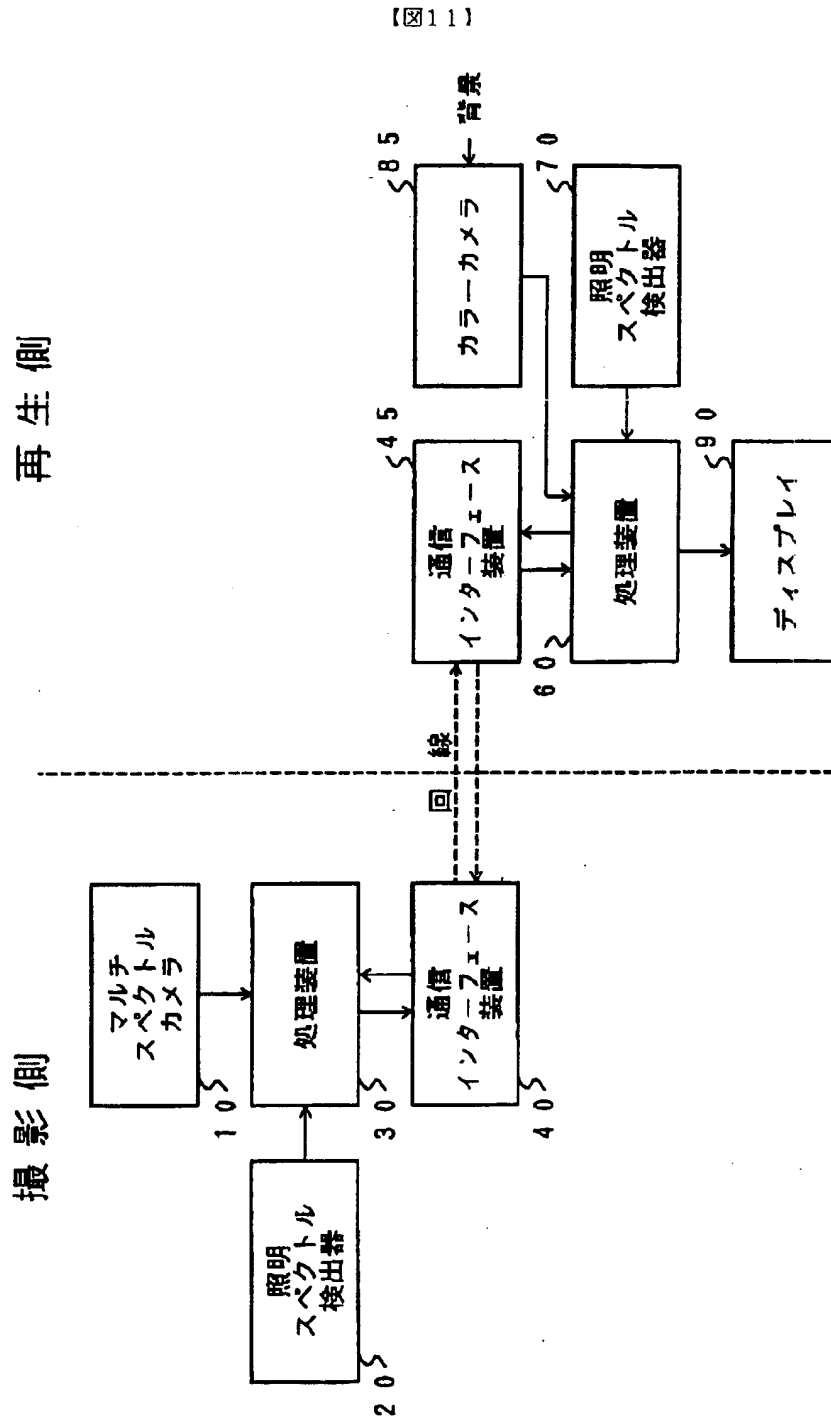 【図11】
撮影側
再生側
マルチ
スペクトル
カメラ
10
照明
スペクトル
検出器
20
処理装置
30
通信
インターフェース
装置
40
回線
通信
インターフェース
装置
45
カラーカメラ
85
背景
処理装置
60
照明
スペクトル
検出器
70
ディスプレイ
90